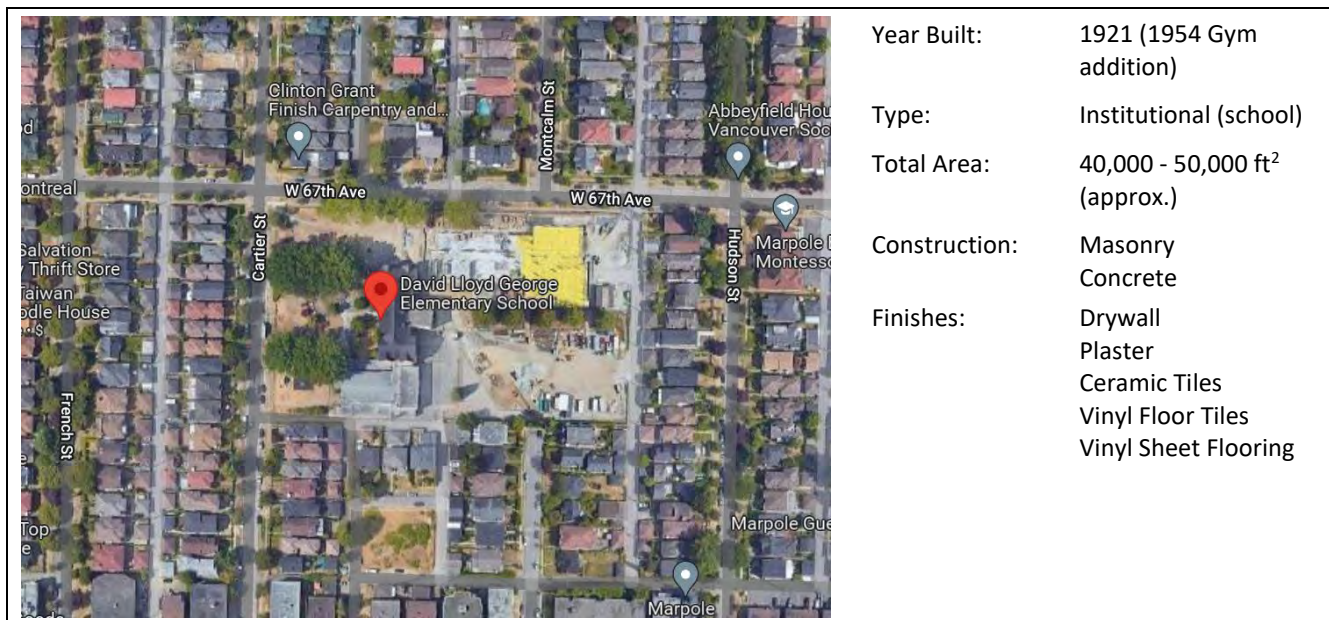 Clinton Grant
Finish Carpentry and...
Montcalm St
Abbeyfield Hou
Vancouver Soc
ontreal
W 67th Ave
W 67th Ave
Cartier St
Hudson St
Marpole
Montesso
Salvation
y Thrift Store
Taiwan
odle House
$
David Lloyd George
Elementary School
French St
Top
e
Marpole Gue
Marpole
Year Built:
1921 (1954 Gym
addition)
Type:
Institutional (school)
Total Area:
40,000 - 50,000 ft²
(approx.)
Construction:
Masonry
Concrete
Finishes:
Drywall
Plaster
Ceramic Tiles
Vinyl Floor Tiles
Vinyl Sheet Flooring